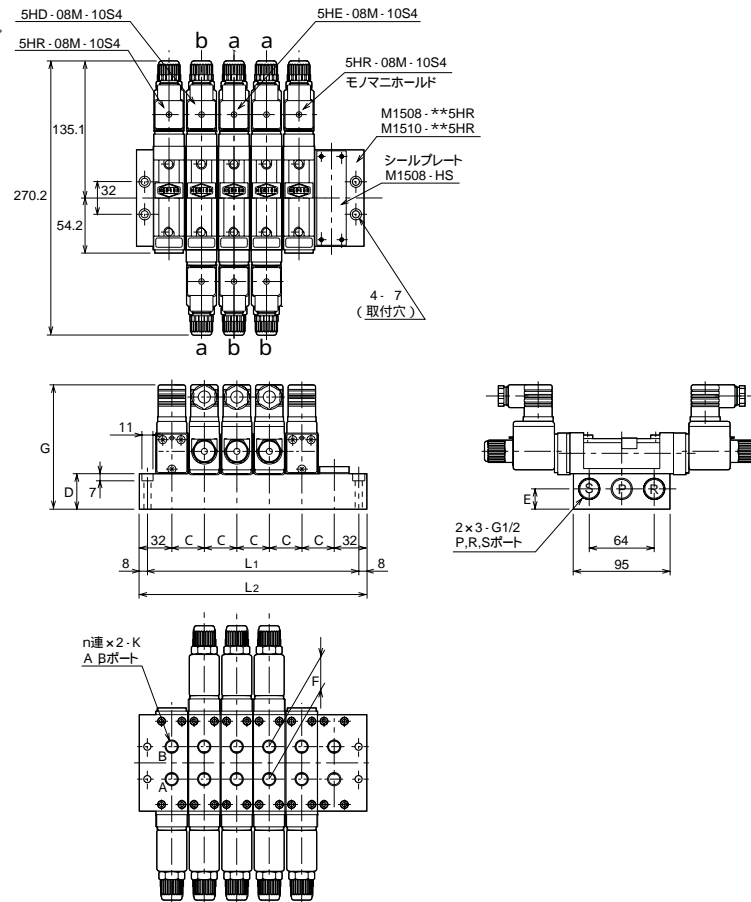 5HD-08M-10S4
5HR-08M-10S4
b
a
a
5HE-08M-10S4
5HR-08M-10S4
モノマニホールド
M1508-**5HR
M1510-**5HR
シールプレート
M1508-HS
135.1
270.2
32
54.2
4-7
(取付穴)
a
b
b
G
D
11
7
32
C
C
C
C
C
32
8
L1
8
L2
S
P
R
E
2×3-G1/2
P,R,Sポート
64
95
n連×2-K
A Bポート
F
B
A